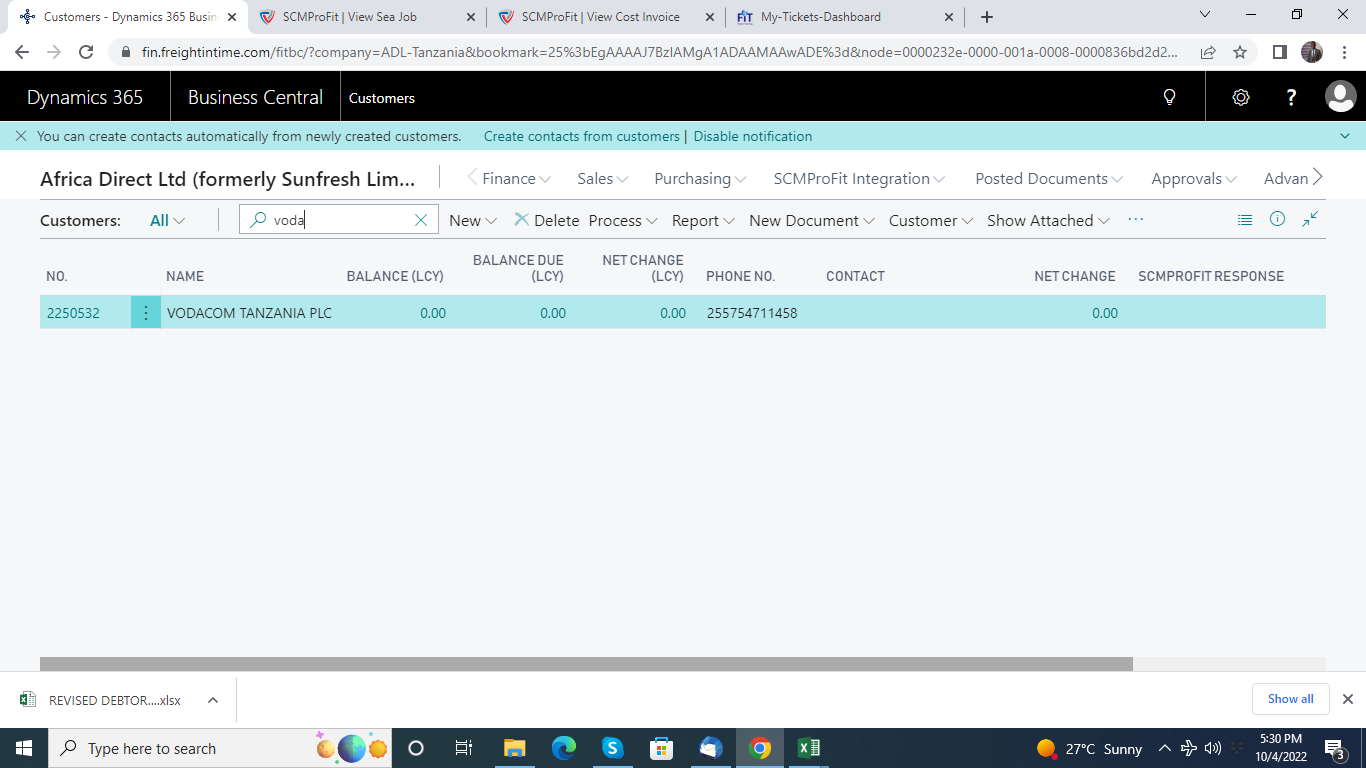 Customers - Dynamics 365 Busin
SCMProFit | View Sea Job
SCMProFit | View Cost Invoice
FiT My-Tickets-Dashboard
fin.freightintime.com/fitbc/?company=ADL-Tanzania&bookmark=25%3bEgAAAAJ7BzIAMgA1ADAAMAAwADE%3d&node=0000232e-0000-001a-0008-0000836bd2d2...
Dynamics 365 Business Central Customers
You can create contacts automatically from newly created customers. Create contacts from customers | Disable notification
Africa Direct Ltd (formerly Sunfresh Lim... Finance Sales Purchasing SCMProFit Integration Posted Documents Approvals Advan
Customers: All voda New Delete Process Report New Document Customer Show Attached ...
NO. NAME BALANCE (LCY) BALANCE DUE (LCY) NET CHANGE (LCY) PHONE NO. CONTACT NET CHANGE SCMPROFIT RESPONSE
2250532 VODACOM TANZANIA PLC 0.00 0.00 0.00 255754711458 0.00
REVISED DEBTOR....xlsx Show all
Type here to search 27°C Sunny 5:30 PM
10/4/2022 3